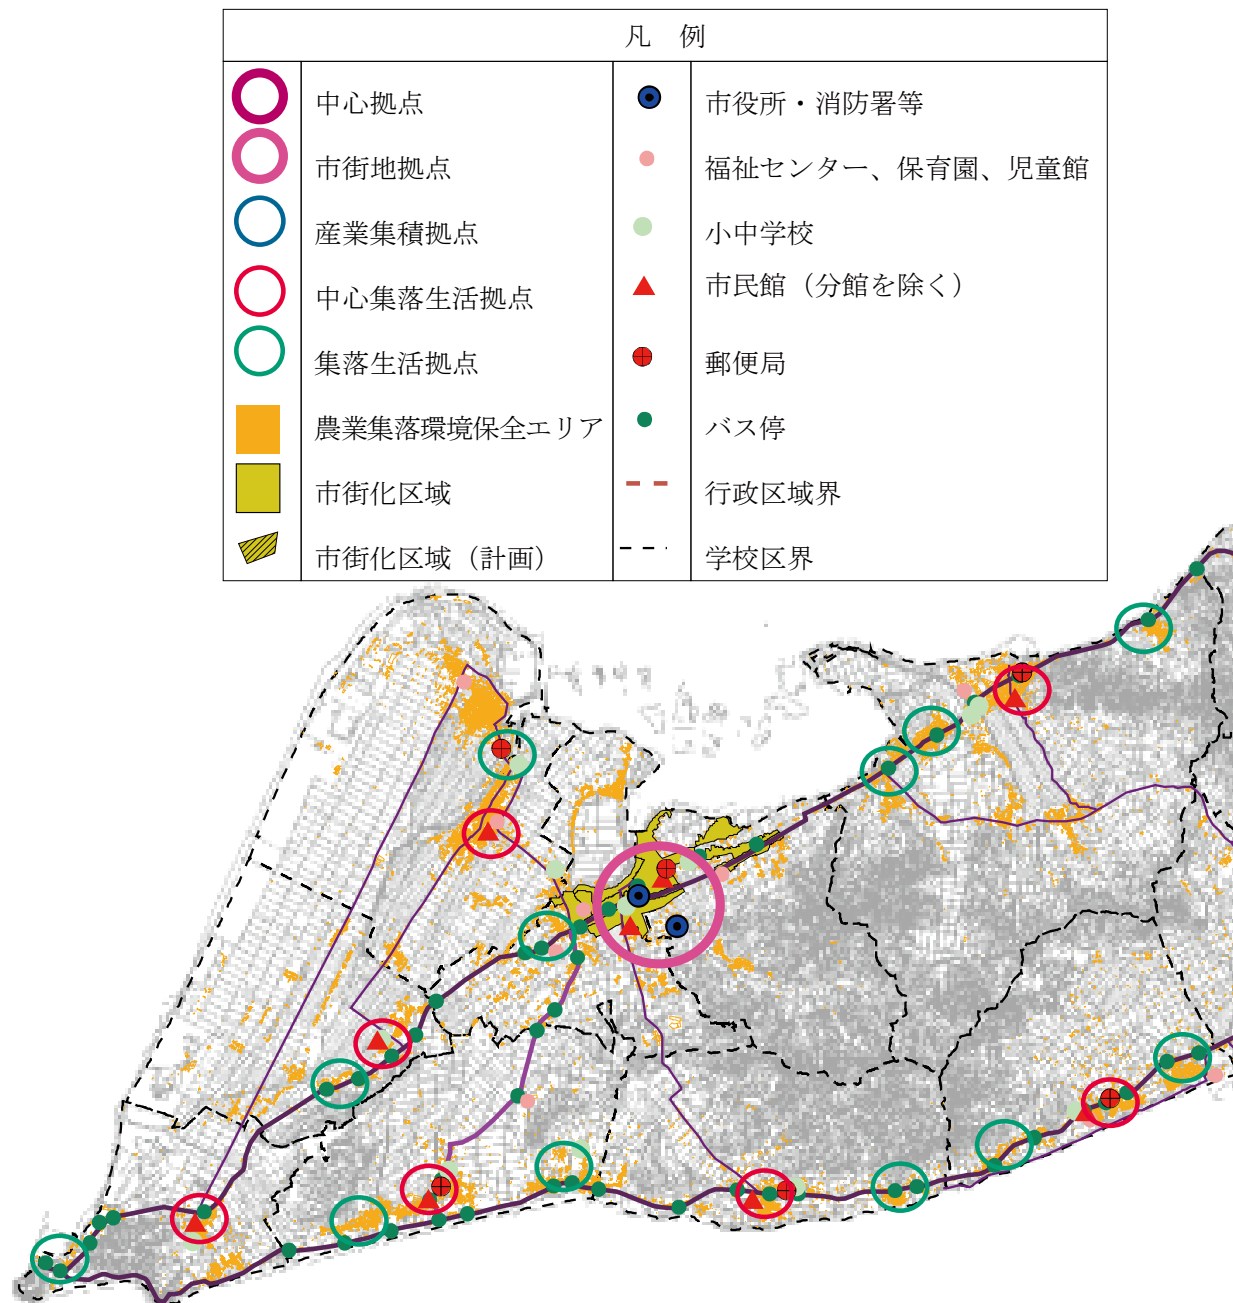 凡　例
中心拠点
市役所・消防署等
市街地拠点
福祉センター、保育園、児童館
産業集積拠点
小中学校
中心集落生活拠点
市民館（分館を除く）
集落生活拠点
郵便局
農業集落環境保全エリア
バス停
市街化区域
行政区域界
市街化区域（計画）
学校区界